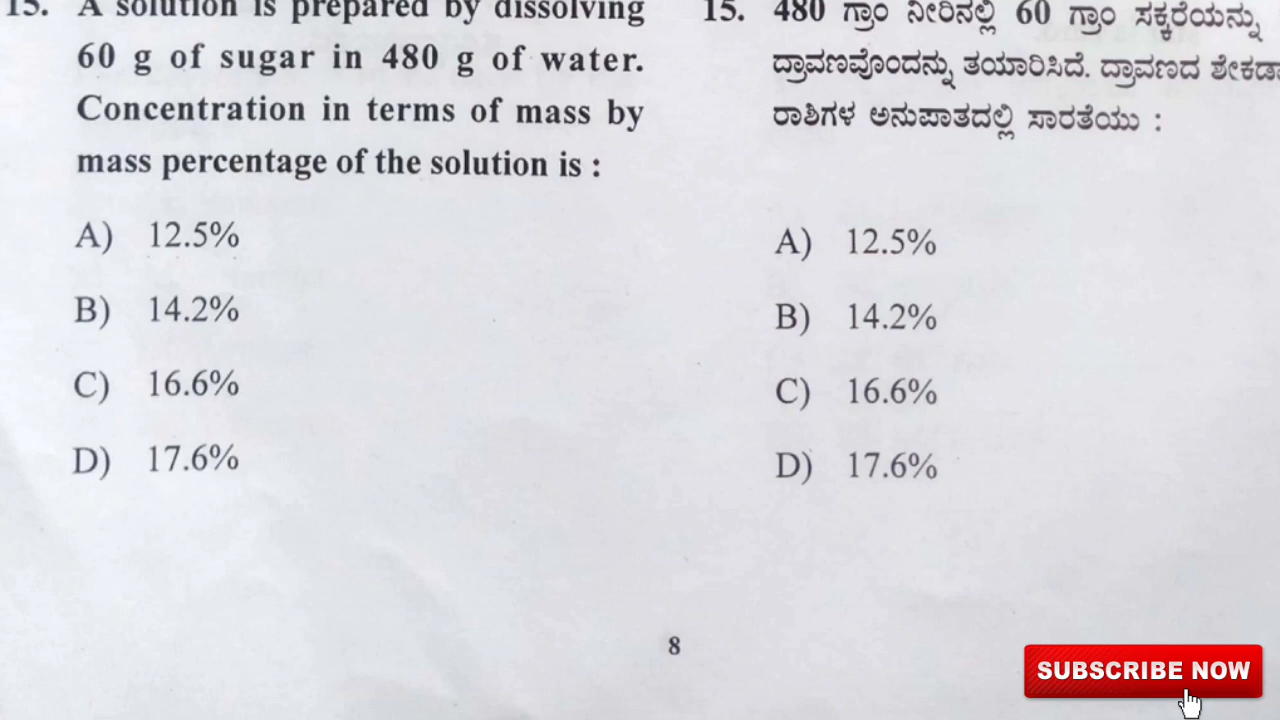 15. A solution is prepared by dissolving
60 g of sugar in 480 g of water.
Concentration in terms of mass by
mass percentage of the solution is :
A) 12.5%
B) 14.2%
C) 16.6%
D) 17.6%
15. 480 ಗ್ರಾಂ ನೀರಿನಲ್ಲಿ 60 ಗ್ರಾಂ ಸಕ್ಕರೆಯನ್ನು
ದ್ರಾವಣವೊಂದನ್ನು ತಯಾರಿಸಿದೆ. ದ್ರಾವಣದ
ರಾಶಿಗಳ ಅನುಪಾತದಲ್ಲಿ ಸಾರತೆಯು :
A) 12.5%
B) 14.2%
C) 16.6%
D) 17.6%
8
SUBSCRIBE NOW